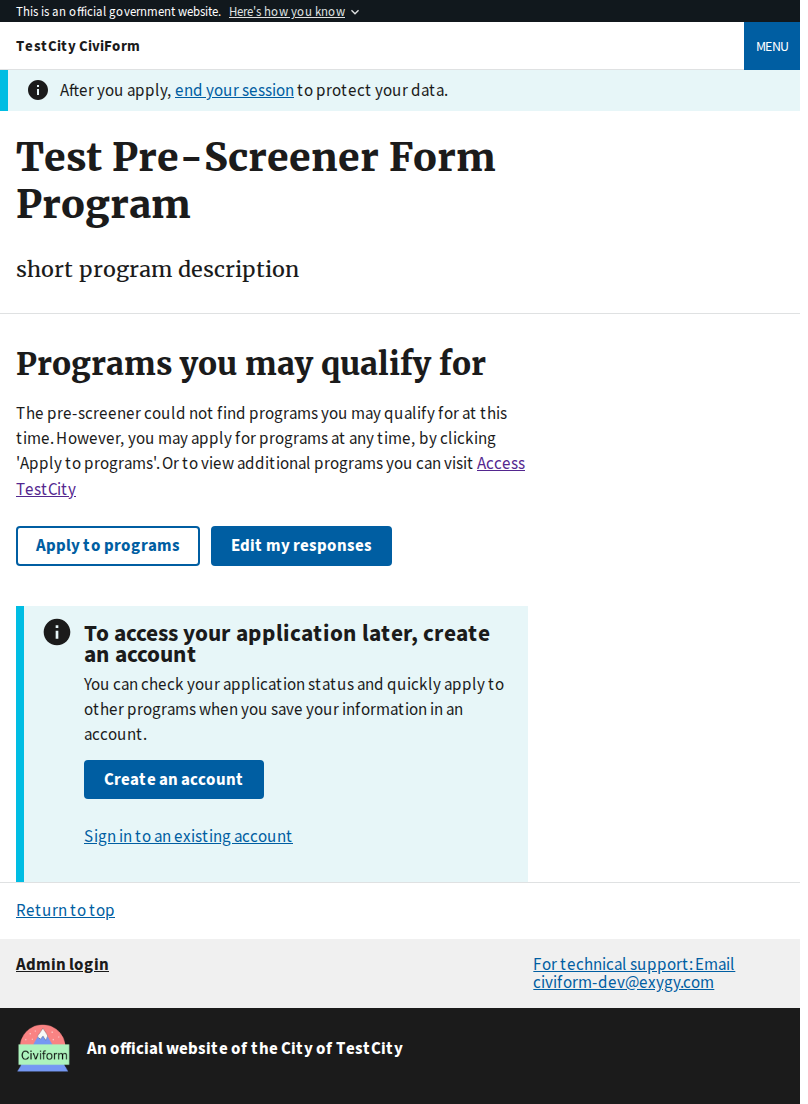 This is an official government website. Here's how you know
TestCity CiviForm
MENU
After you apply, end your session to protect your data.
Test Pre-Screener Form
Program
short program description
Programs you may qualify for
The pre-screener could not find programs you may qualify for at this
time. However, you may apply for programs at any time, by clicking
'Apply to programs'. Or to view additional programs you can visit Access
TestCity
Apply to programs
Edit my responses
To access your application later, create
an account
You can check your application status and quickly apply to
other programs when you save your information in an
account.
Create an account
Sign in to an existing account
Return to top
Admin login
For technical support: Email
civiform-dev@exygy.com
Civiform
An official website of the City of TestCity